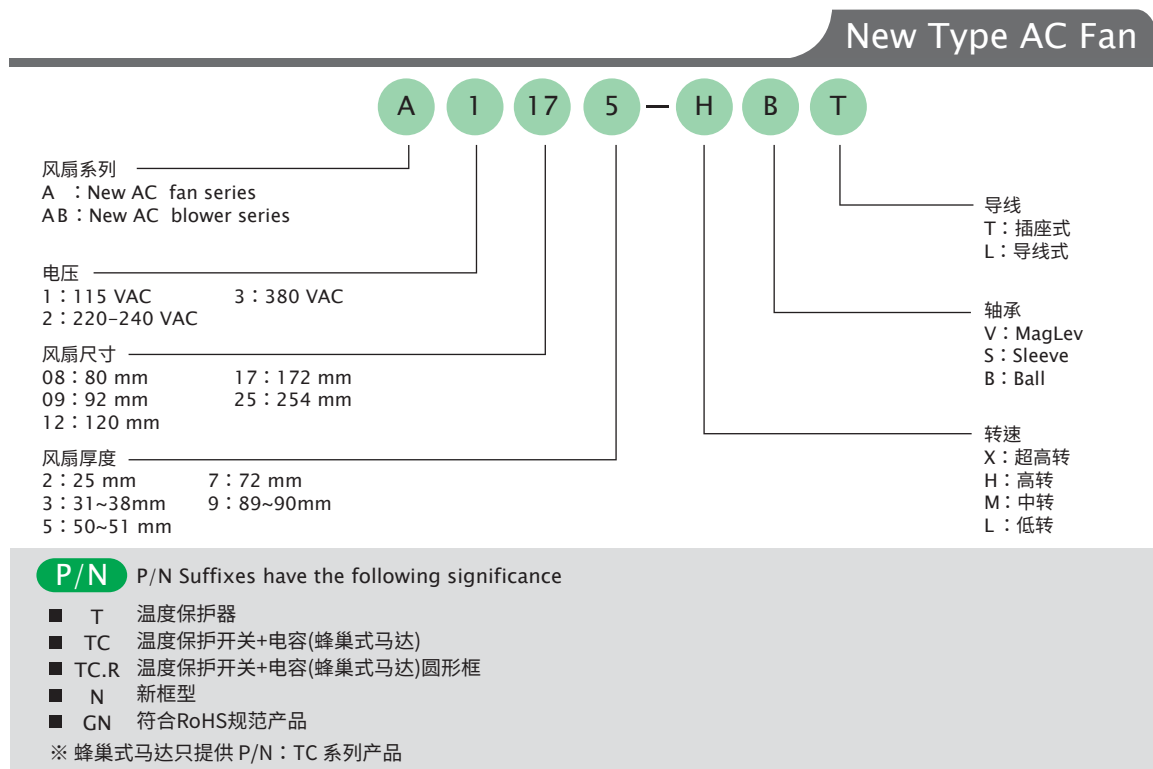 New Type AC Fan
A 1 17 5 — H B T
风扇系列
A ：New AC fan series
AB：New AC blower series
电压
1：115 VAC 3：380 VAC
2：220-240 VAC
风扇尺寸
08：80 mm 17：172 mm
09：92 mm 25：254 mm
12：120 mm
风扇厚度
2：25 mm 7：72 mm
3：31~38mm 9：89~90mm
5：50~51 mm
导线
T：插座式
L：导线式
轴承
V：MagLev
S：Sleeve
B：Ball
转速
X：超高转
H：高转
M：中转
L：低转
P/N P/N Suffixes have the following significance
■ T 温度保护器
■ TC 温度保护开关+电容(蜂巢式马达)
■ TC.R 温度保护开关+电容(蜂巢式马达)圆形框
■ N 新框型
■ GN 符合RoHS规范产品
※ 蜂巢式马达只提供 P/N：TC 系列产品